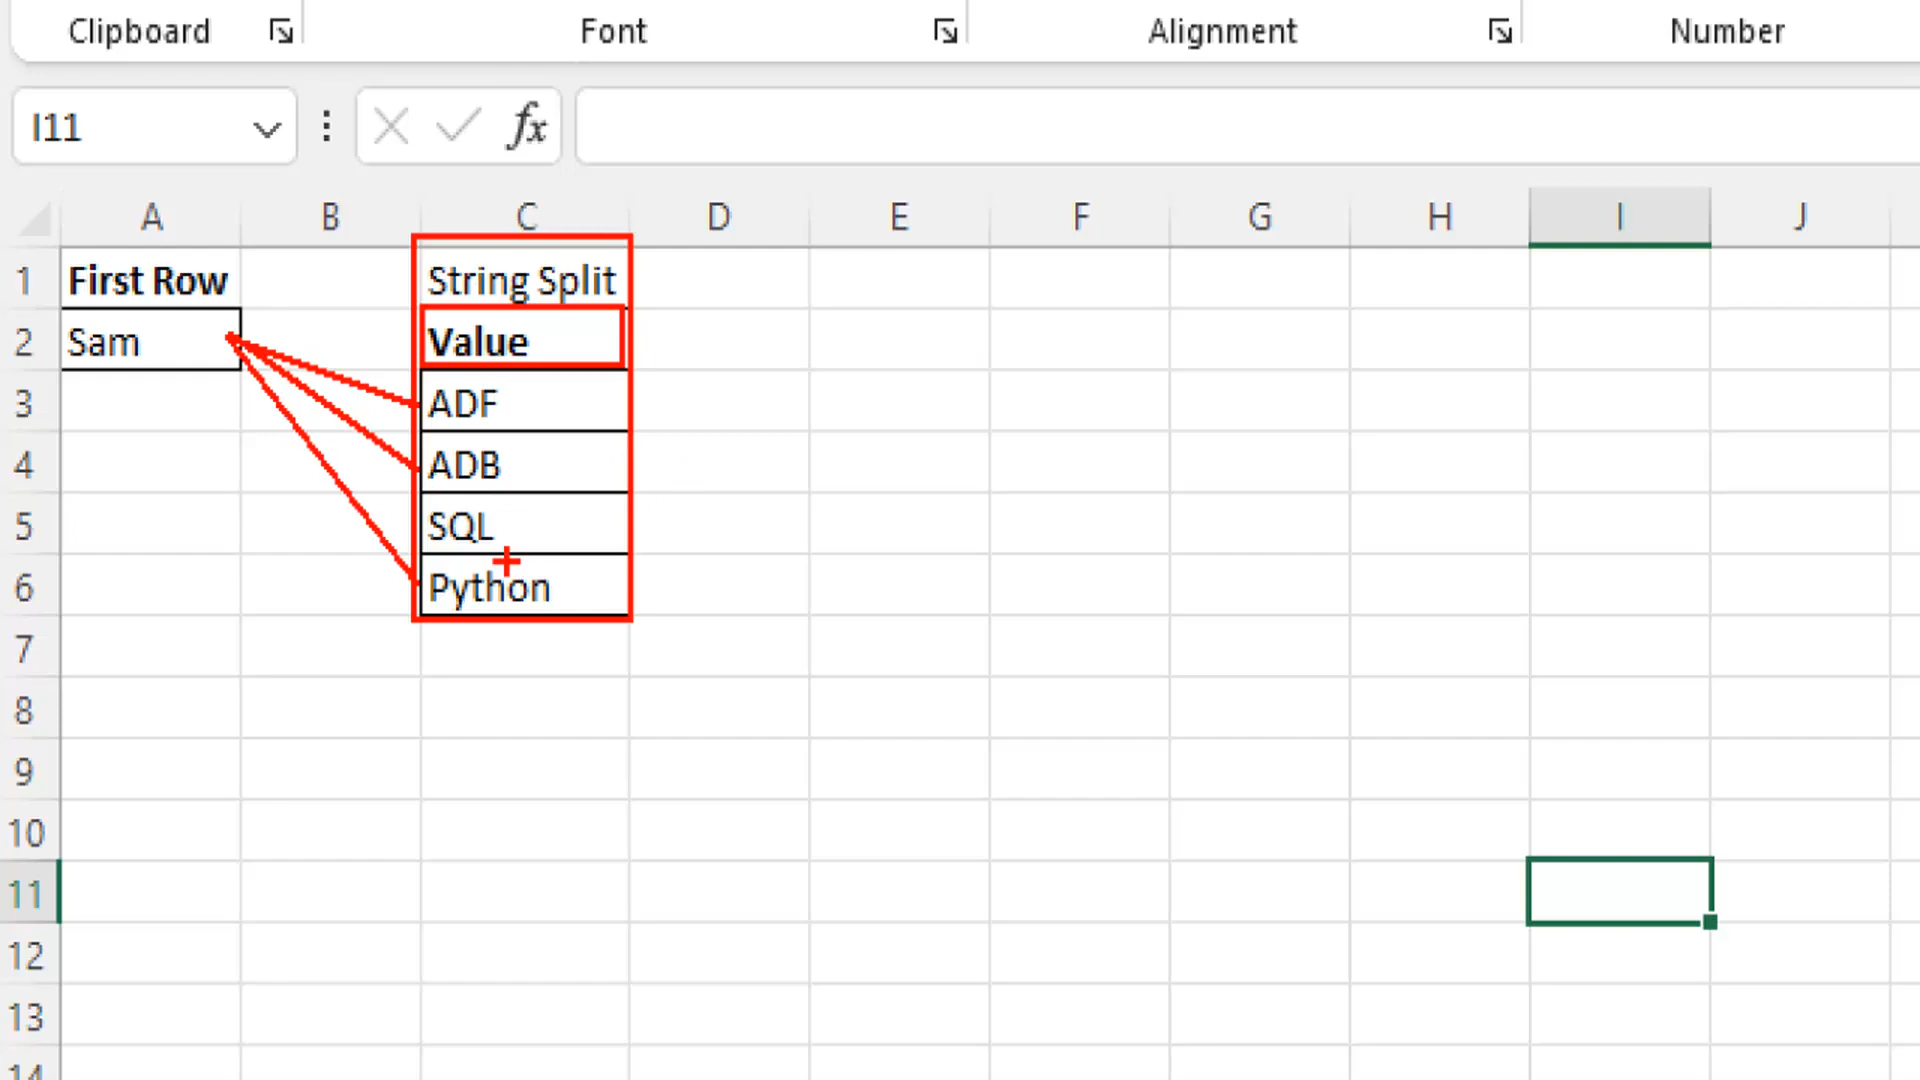 Clipboard Font Alignment Number
I11 fx
A B C D E F G H I J
1 First Row String Split
2 Sam Value
3 ADF
4 ADB
5 SQL
6 Python
7
8
9
10
11
12
13
14